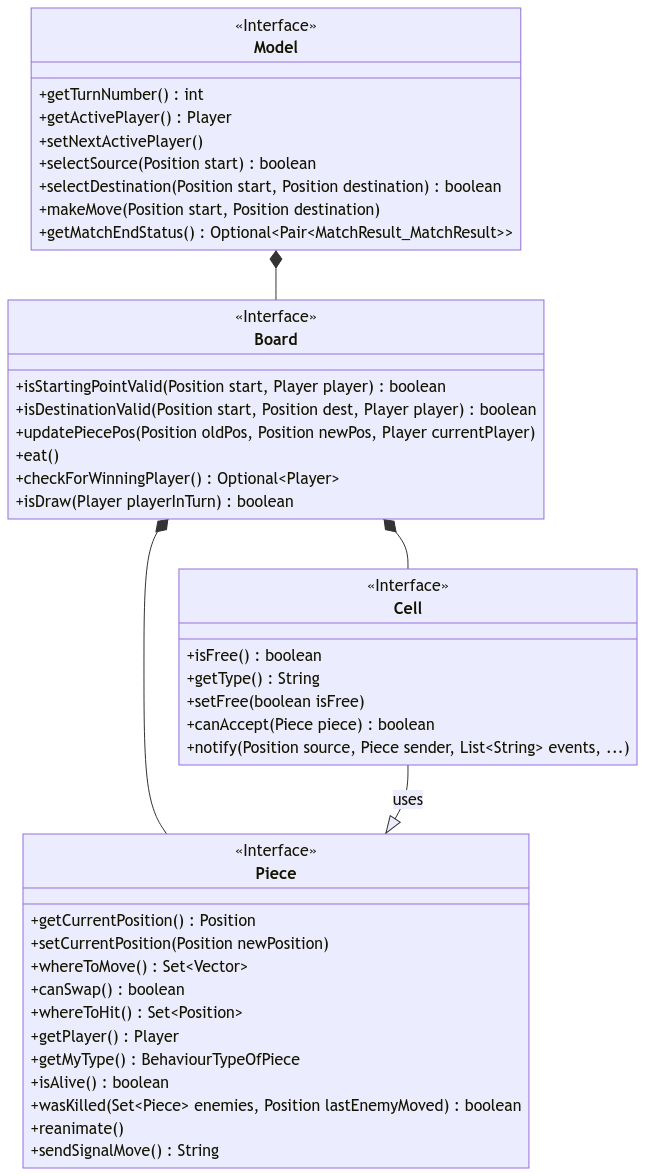 «Interface»
Model
+getTurnNumber() : int
+getActivePlayer() : Player
+setNextActivePlayer()
+selectSource(Position start) : boolean
+selectDestination(Position start, Position destination) : boolean
+makeMove(Position start, Position destination)
+getMatchEndStatus() : Optional<Pair<MatchResult_MatchResult>>
«Interface»
Board
+isStartingPointValid(Position start, Player player) : boolean
+isDestinationValid(Position start, Position dest, Player player) : boolean
+updatePiecePos(Position oldPos, Position newPos, Player currentPlayer)
+eat()
+checkForWinningPlayer() : Optional<Player>
+isDraw(Player playerInTurn) : boolean
«Interface»
Cell
+isFree() : boolean
+getType() : String
+setFree(boolean isFree)
+canAccept(Piece piece) : boolean
+notify(Position source, Piece sender, List<String> events, ...)
uses
«Interface»
Piece
+getCurrentPosition() : Position
+setCurrentPosition(Position newPosition)
+whereToMove() : Set<Vector>
+canSwap() : boolean
+whereToHit() : Set<Position>
+getPlayer() : Player
+getMyType() : BehaviourTypeOfPiece
+isAlive() : boolean
+wasKilled(Set<Piece> enemies, Position lastEnemyMoved) : boolean
+reanimate()
+sendSignalMove() : String